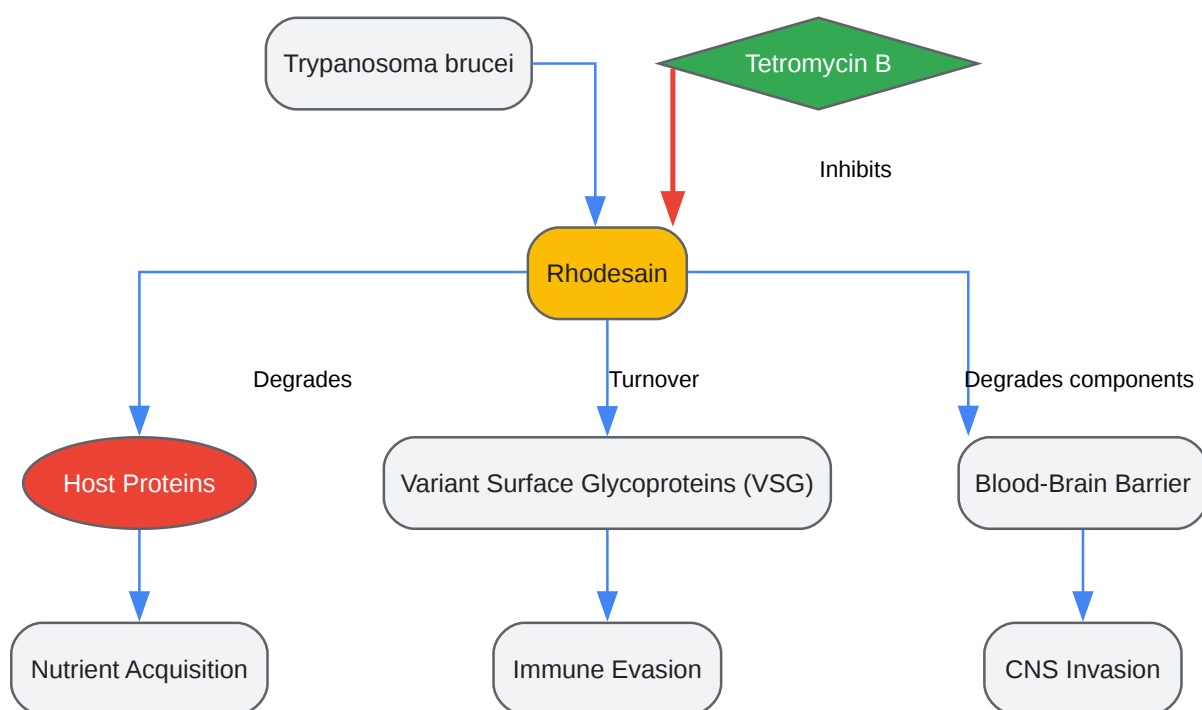 Trypanosoma brucei
Tetromycin B
Inhibits
Rhodesain
Degrades
Turnover
Degrades components
Host Proteins
Variant Surface Glycoproteins (VSG)
Blood-Brain Barrier
Nutrient Acquisition
Immune Evasion
CNS Invasion